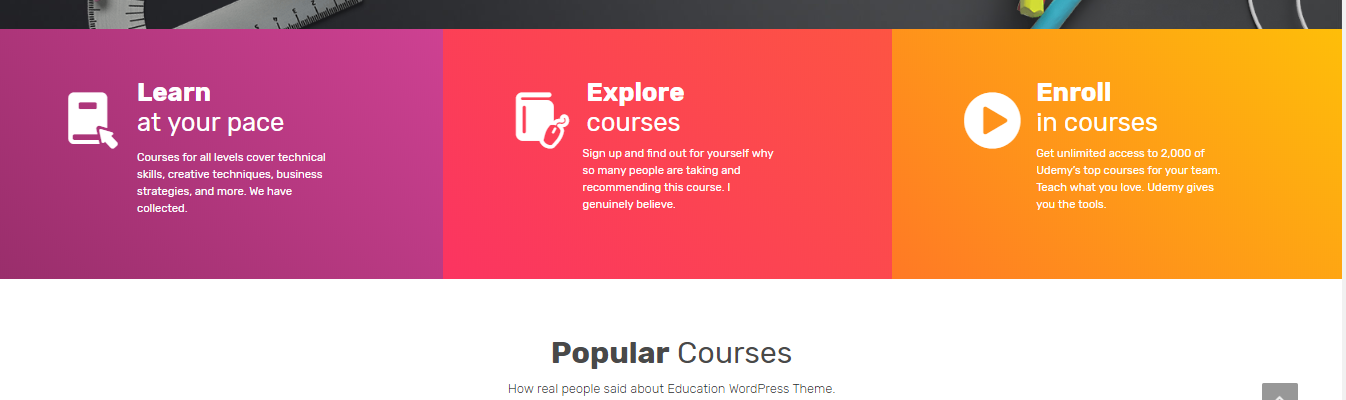 Learn
at your pace
Courses for all levels cover technical
skills, creative techniques, business
strategies, and more. We have
collected.
Explore
courses
Sign up and find out for yourself why
so many people are taking and
recommending this course. I
genuinely believe.
Enroll
in courses
Get unlimited access to 2,000 of
Udemy's top courses for your team.
Teach what you love. Udemy gives
you the tools.
Popular Courses
How real people said about Education WordPress Theme.